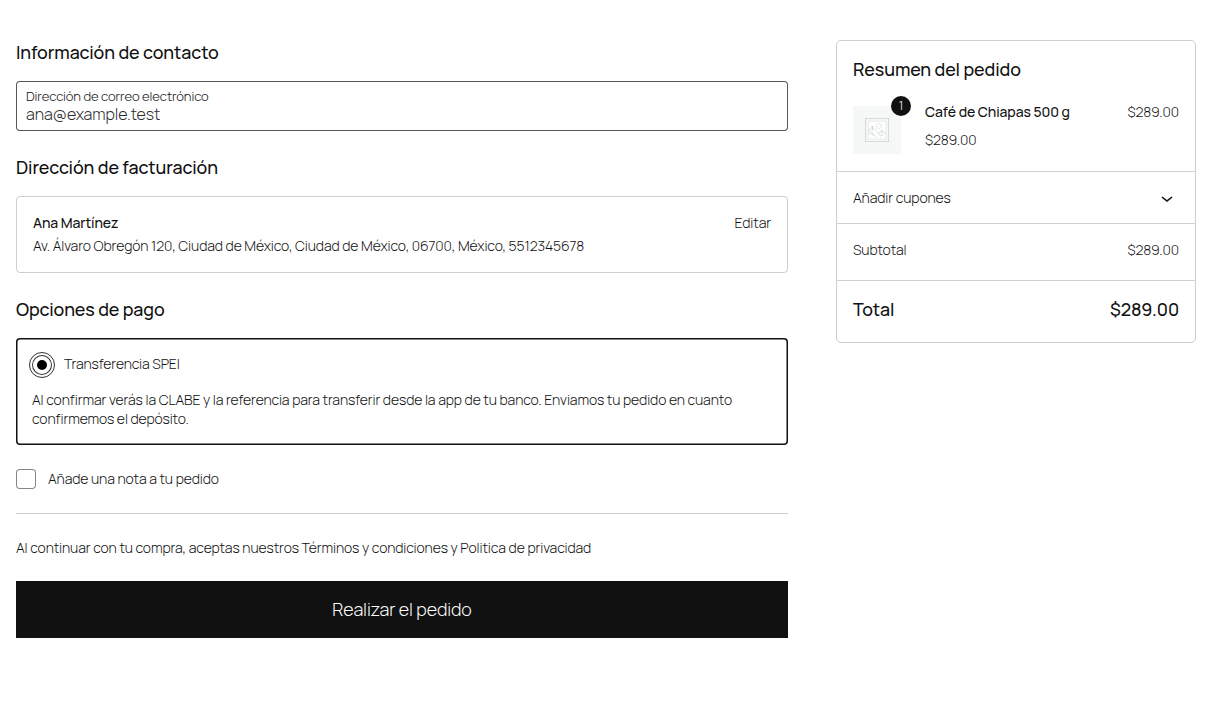 Información de contacto
Dirección de correo electrónico
ana@example.test
Dirección de facturación
Ana Martínez
Editar
Av. Álvaro Obregón 120, Ciudad de México, Ciudad de México, 06700, México, 5512345678
Opciones de pago
Transferencia SPEI
Al confirmar verás la CLABE y la referencia para transferir desde la app de tu banco. Enviamos tu pedido en cuanto
confirmemos el depósito.
Añade una nota a tu pedido
Al continuar con tu compra, aceptas nuestros Términos y condiciones y Politica de privacidad
Realizar el pedido
Resumen del pedido
1
Café de Chiapas 500 g
$289.00
$289.00
Añadir cupones
Subtotal
$289.00
Total
$289.00